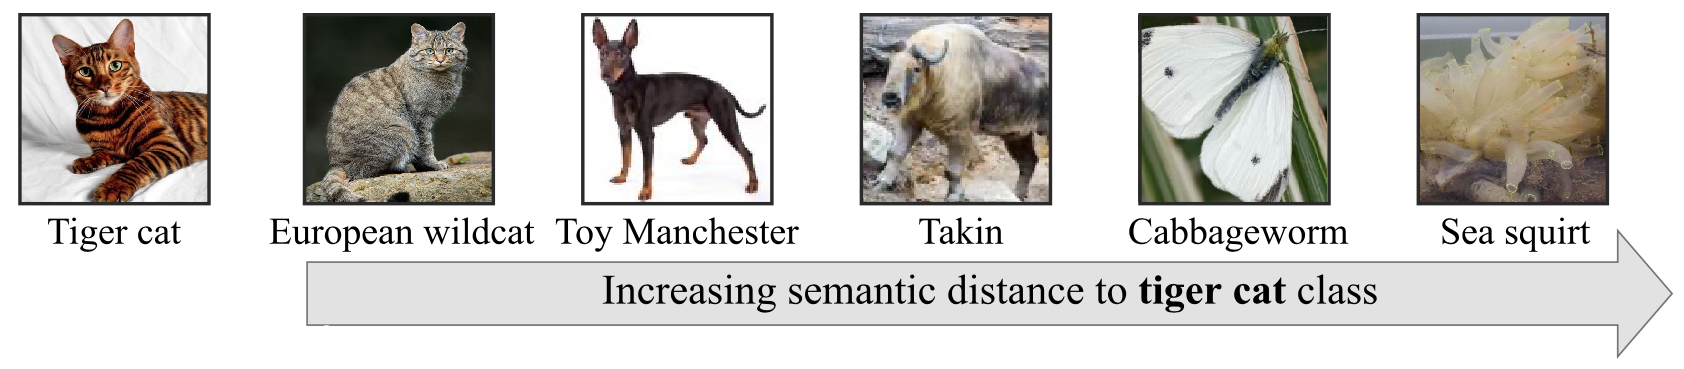 Tiger cat
European wildcat
Toy Manchester
Takin
Cabbageworm
Sea squirt
Increasing semantic distance to tiger cat class